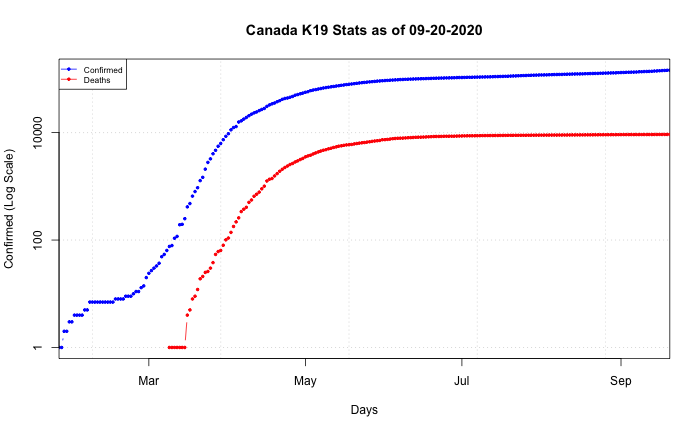 Canada K19 Stats as of 09-20-2020
Confirmed
Deaths
10000
100
1
Confirmed (Log Scale)
Mar
May
Jul
Sep
Days